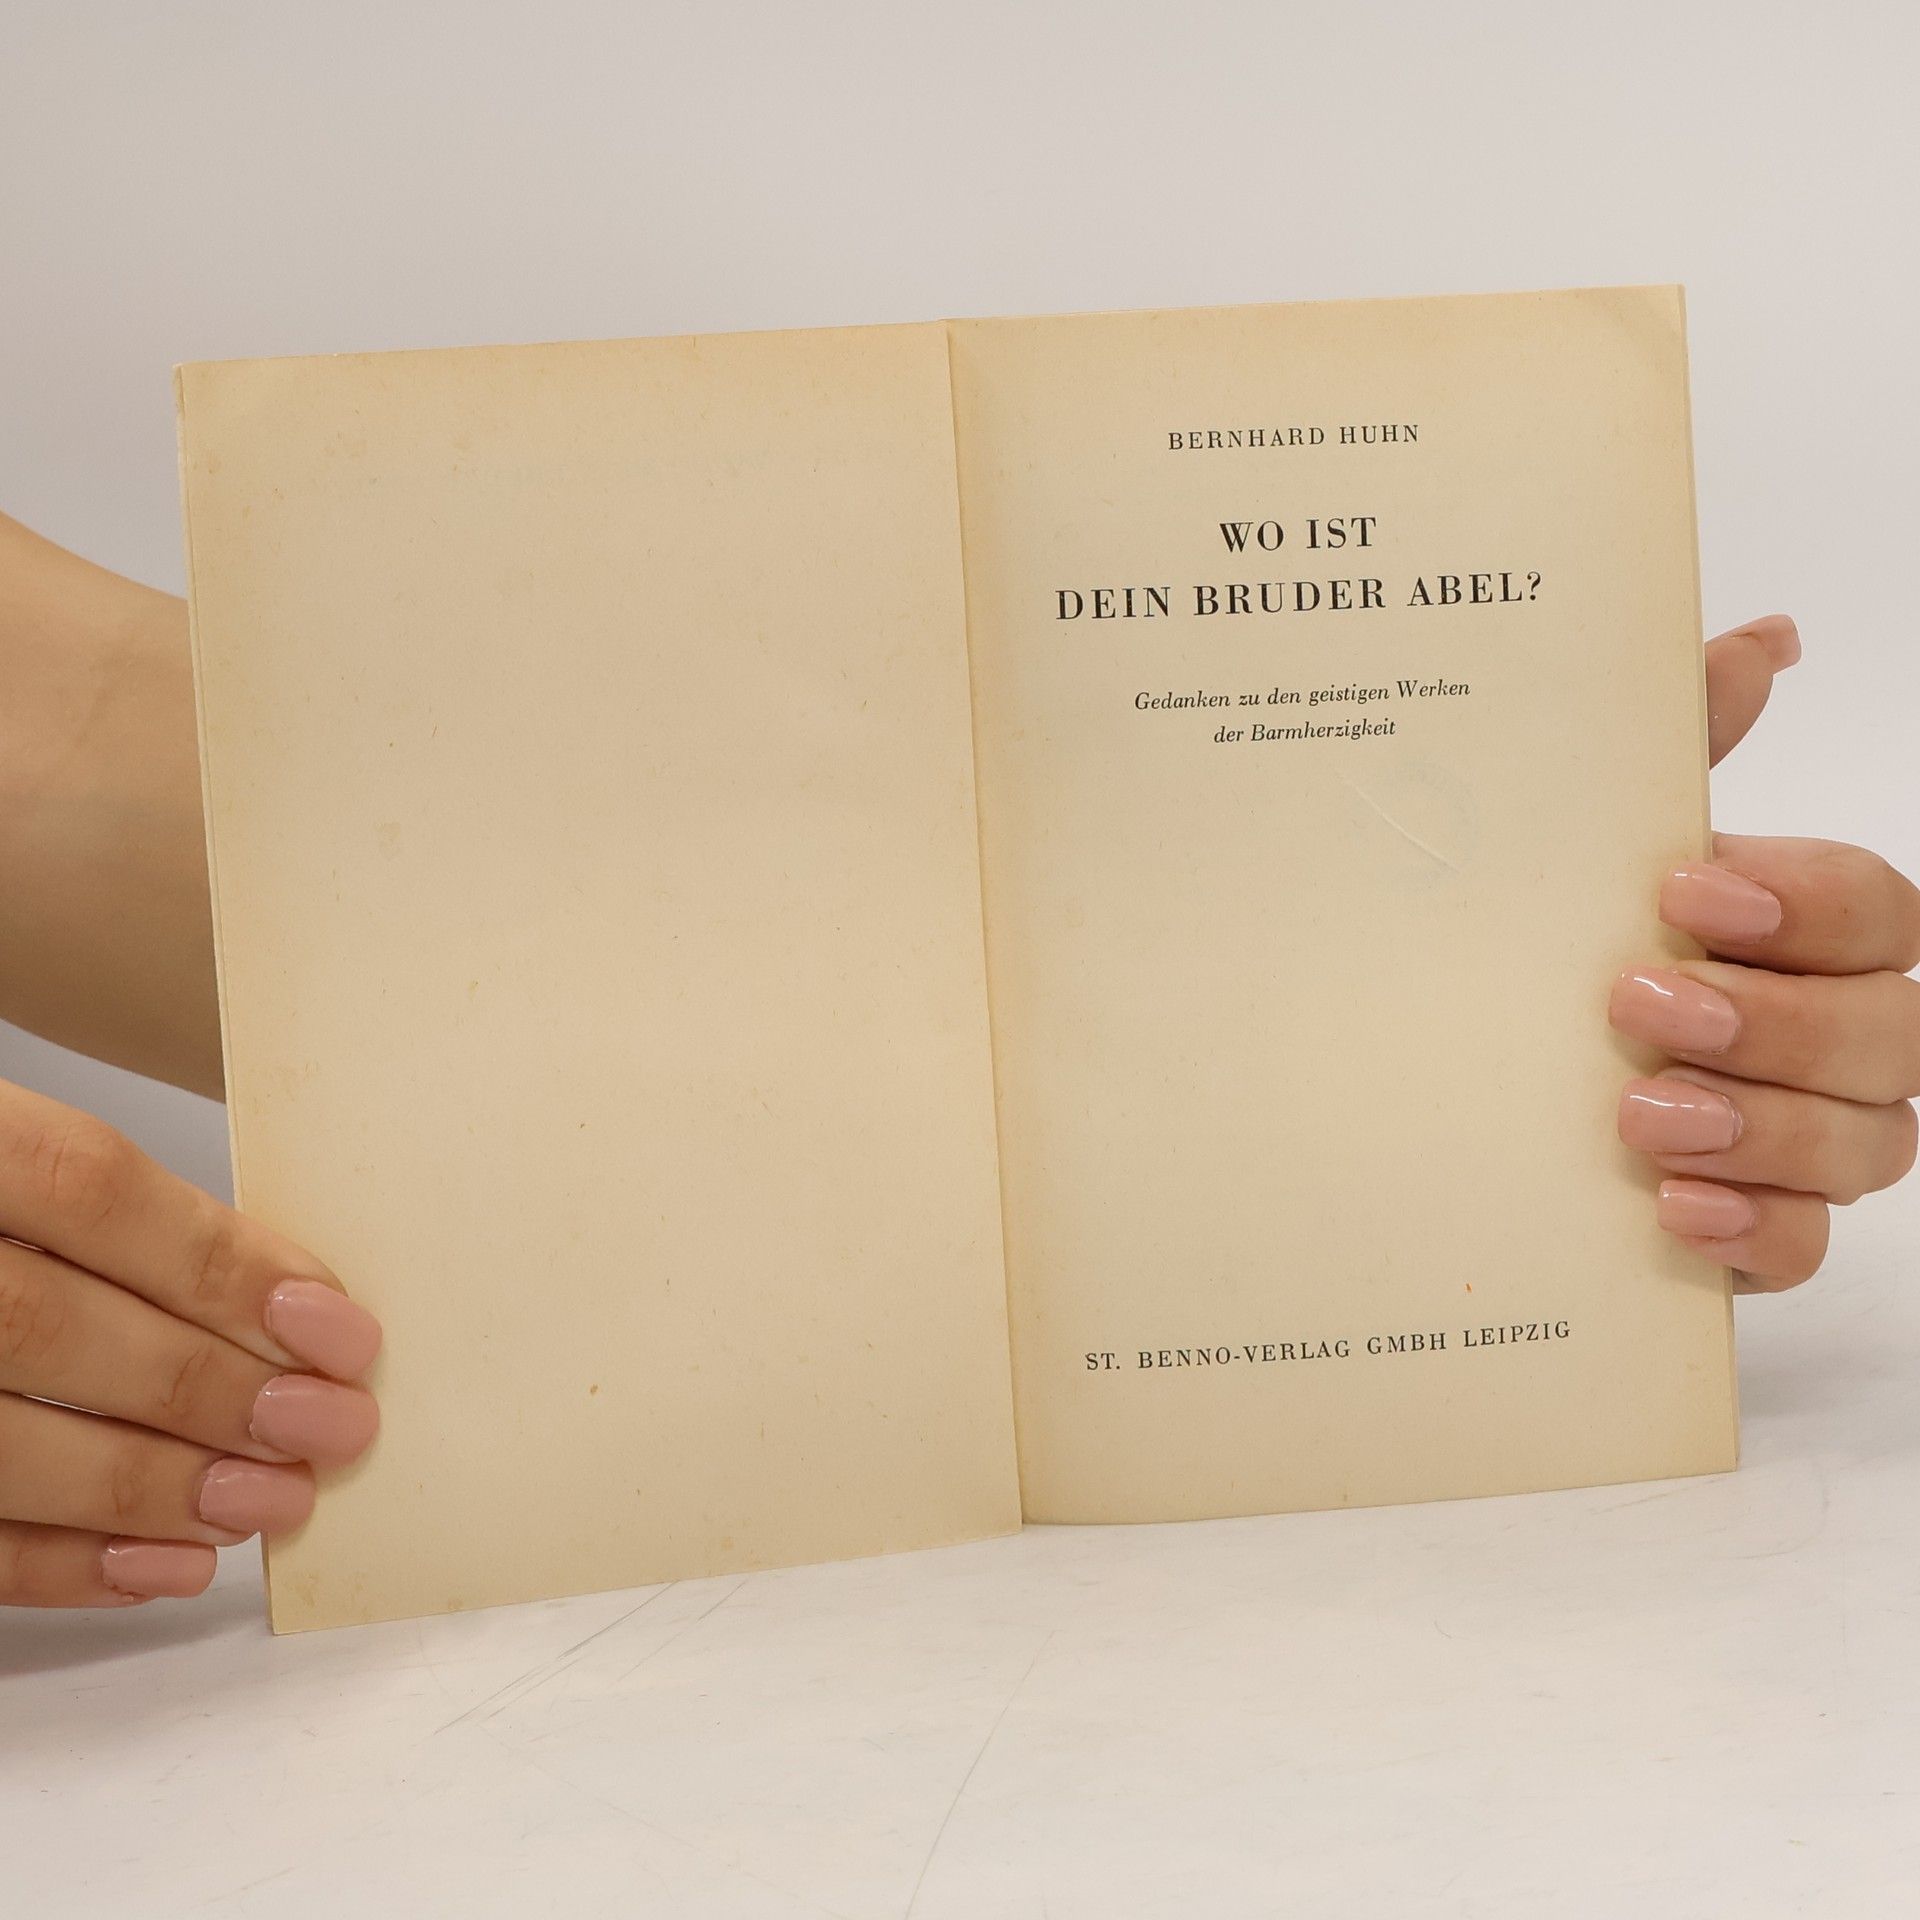 BERNHARD HUHN
WO IST
DEIN BRUDER ABEL?
Gedanken zu den geistigen Werken
der Barmherzigkeit
ST. BENNO-VERLAG GMBH LEIPZIG